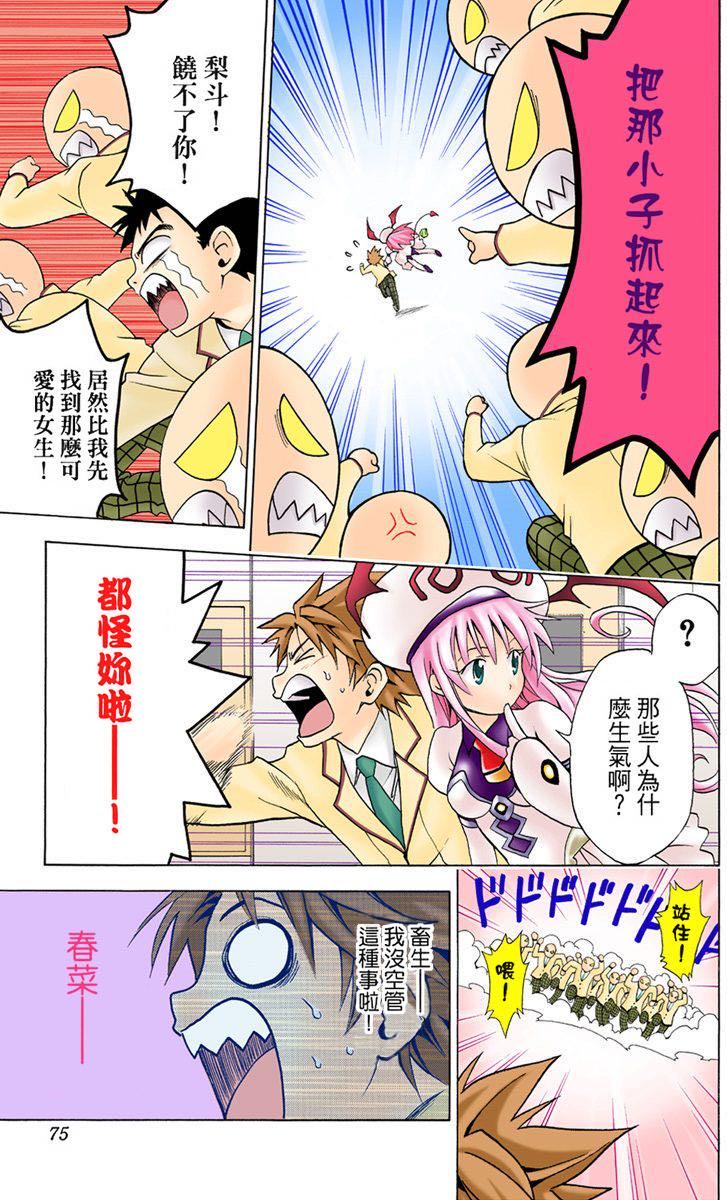 把那小子抓起來！
梨斗！
饒不了你！
居然比我先
找到那麼可
愛的女生！
？
那些人為什
麼生氣啊？
都怪妳啦——！
ドドドドドドド
站住！
喂！
畜生——
我沒空管
這種事啦！
春菜——
75